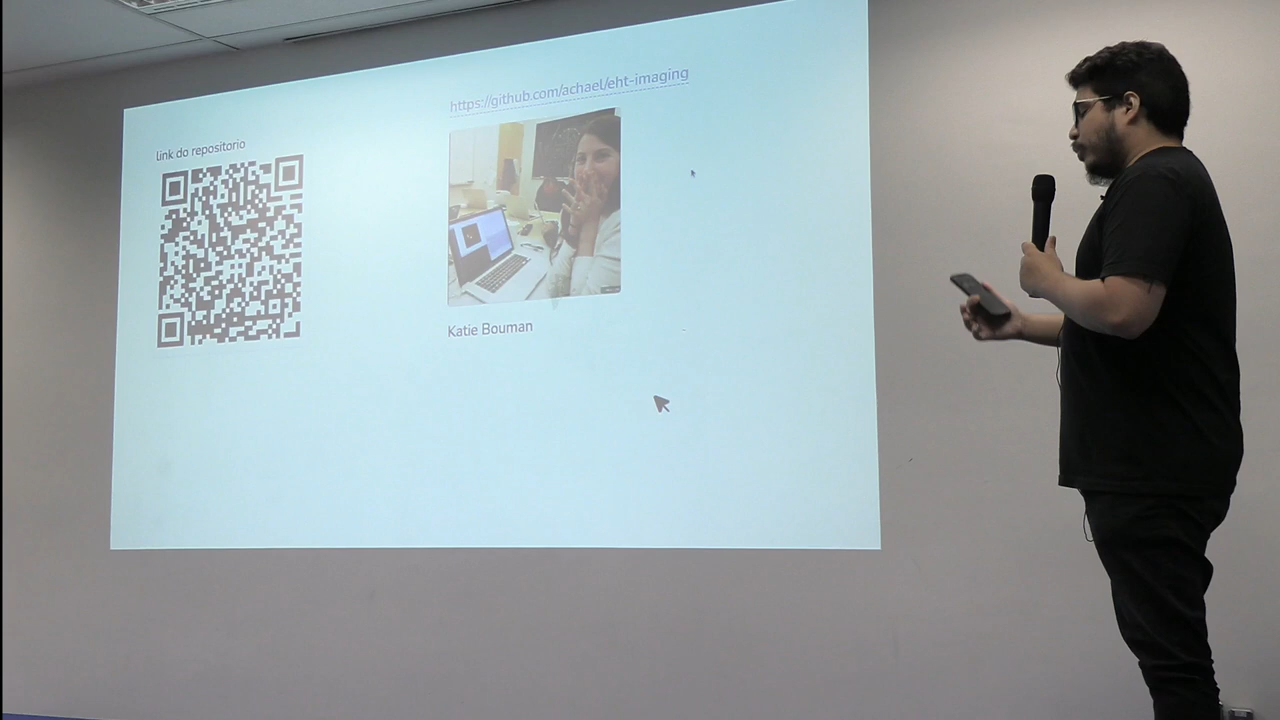 link do repositorio
https://github.com/achael/eht-imaging
Katie Bouman